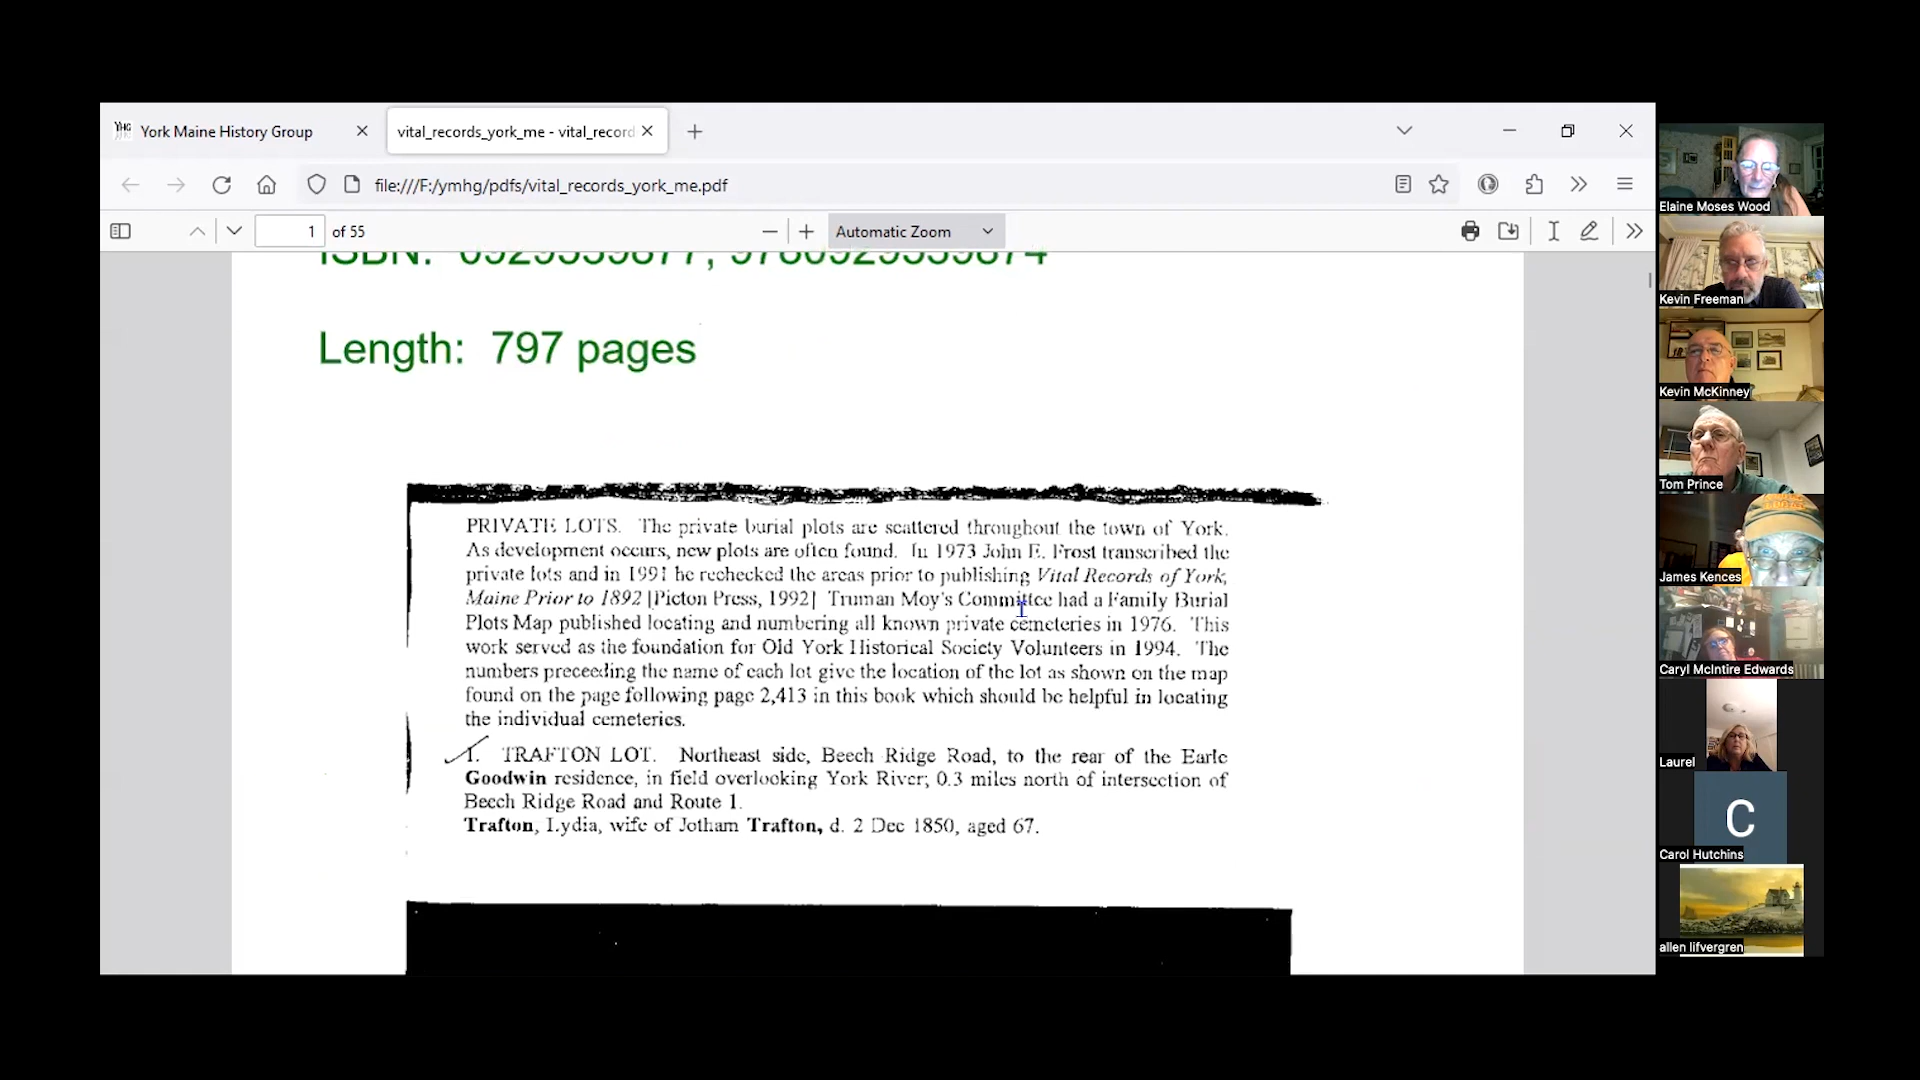 York Maine History Group
vital_records_york_me - vital_record
file:///F:/ymhg/pdfs/vital_records_york_me.pdf
1 of 55
Automatic Zoom
ISBN: 0929539877, 9780929539874
Length: 797 pages
PRIVATE LOTS. The private burial plots are scattered throughout the town of York.
As development occurs, new plots are often found. In 1973 John E. Frost transcribed the
private lots and in 1991 he rechecked the areas prior to publishing Vital Records of York,
Maine Prior to 1892 [Picton Press, 1992] Truman Moy's Committee had a Family Burial
Plots Map published locating and numbering all known private cemeteries in 1976. This
work served as the foundation for Old York Historical Society Volunteers in 1994. The
numbers preceeding the name of each lot give the location of the lot as shown on the map
found on the page following page 2,413 in this book which should be helpful in locating
the individual cemeteries.
1. TRAFTON LOT. Northeast side, Beech Ridge Road, to the rear of the Earle
Goodwin residence, in field overlooking York River; 0.3 miles north of intersection of
Beech Ridge Road and Route 1.
Trafton, Lydia, wife of Jotham Trafton, d. 2 Dec 1850, aged 67.
Elaine Moses Wood
Kevin Freeman
Kevin McKinney
Tom Prince
James Kences
Caryl McIntire Edwards
Laurel
C
Carol Hutchins
allen lifvergren